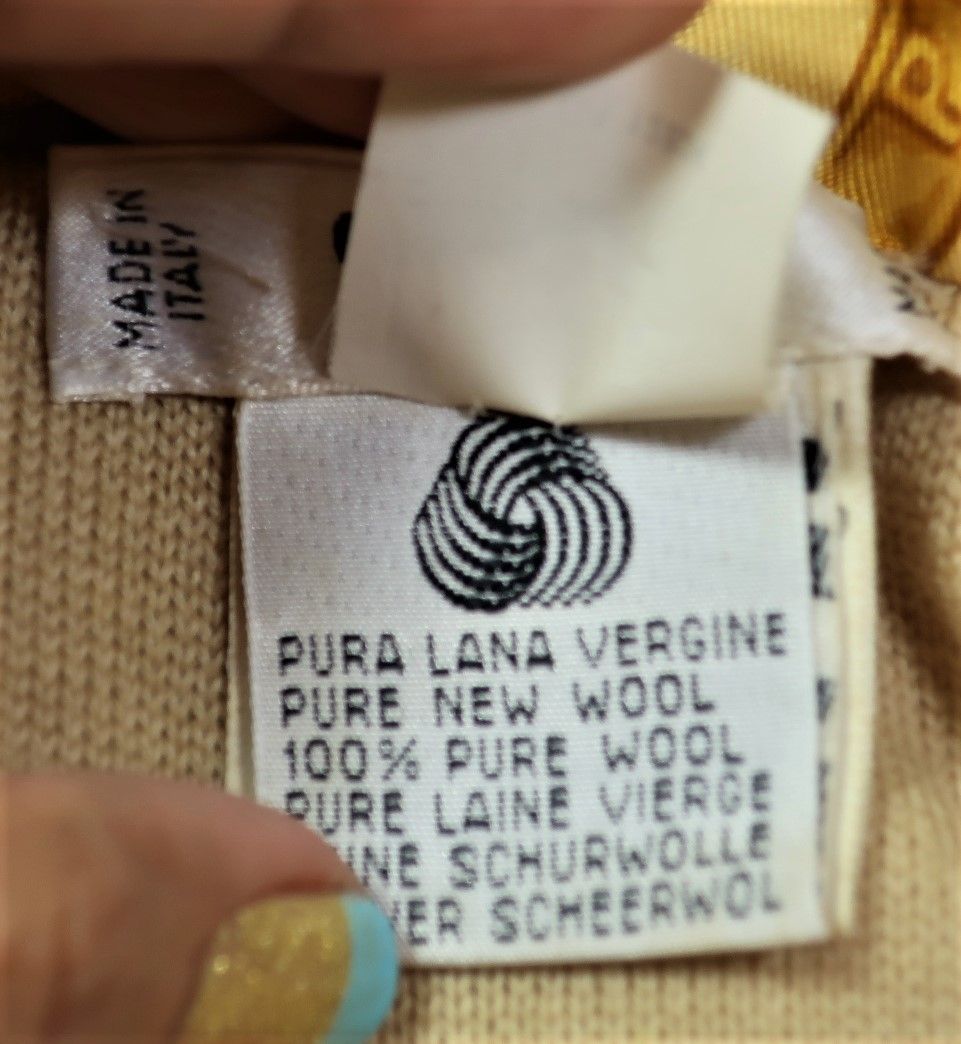 MADE IN
ITALY
PURA LANA VERGINE
PURE NEW WOOL
100% PURE WOOL
PURE LAINE VIERGE
SCHURWOLLE
SCHEERWOL